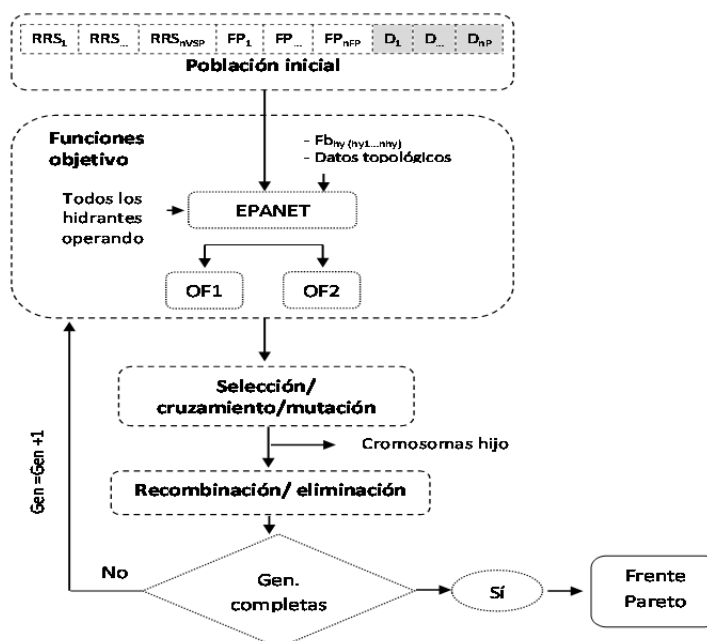 RRS₁ RRS... RRSnVSP FP₁ FP... FPnFP D₁ D... DnP
Población inicial
Funciones
objetivo
- Fbhy (hy1...nhy)
- Datos topológicos
Todos los
hidrantes
operando
EPANET
OF1 OF2
Selección/
cruzamiento/mutación
Cromosomas hijo
Recombinación/ eliminación
Gen =Gen +1
No
Gen.
completas
Sí
Frente
Pareto